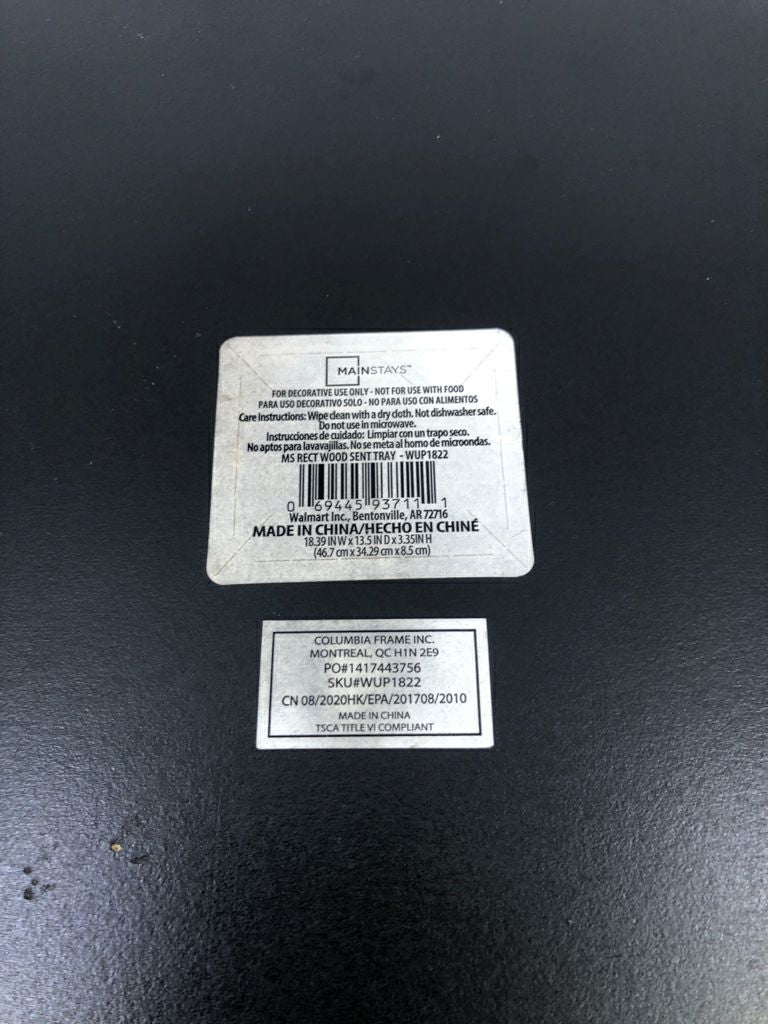 MAINSTAYS™
FOR DECORATIVE USE ONLY - NOT FOR USE WITH FOOD
PARA USO DECORATIVO SOLO - NO PARA USO CON ALIMENTOS
Care Instructions: Wipe clean with a dry cloth. Not dishwasher safe.
Do not use in microwave.
Instrucciones de cuidado: Limpiar con un trapo seco.
No aptos para lavavajillas. No se meta al horno de microondas.
MS RECT WOOD SENT TRAY - WUP1822
0 69445 93711 1
Walmart Inc., Bentonville, AR 72716
MADE IN CHINA/HECHO EN CHINÉ
18.39 IN W x 13.5 IN D x 3.35IN H
(46.7 cm x 34.29 cm x 8.5 cm)
COLUMBIA FRAME INC.
MONTREAL, QC H1N 2E9
PO#1417443756
SKU#WUP1822
CN 08/2020HK/EPA/201708/2010
MADE IN CHINA
TSCA TITLE VI COMPLIANT